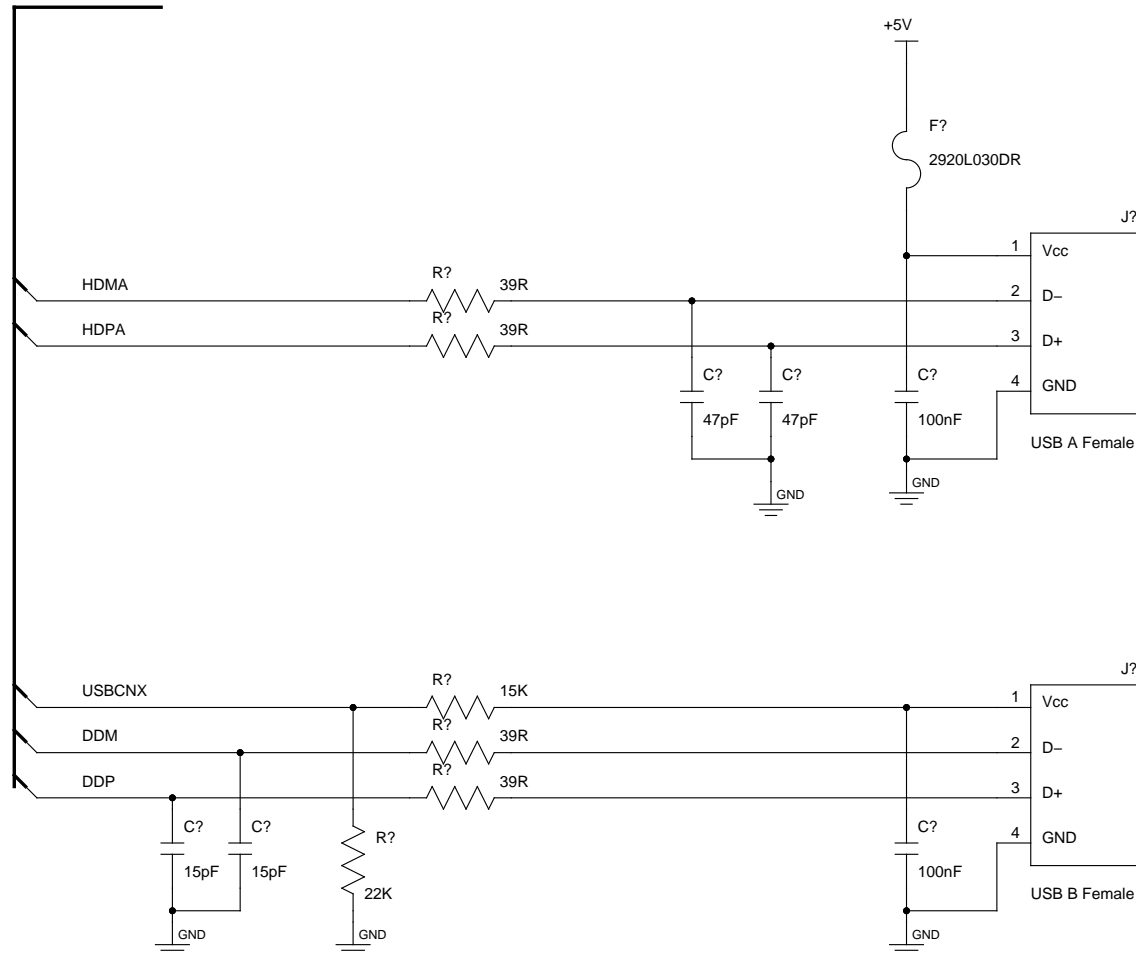 +5V
F?
2920L030DR
J?
1 Vcc
HDMA
R?
39R
2 D−
HDPA
R?
39R
3 D+
C?
47pF
C?
47pF
C?
100nF
4 GND
USB A Female
GND
GND
J?
USBCNX
R?
15K
1 Vcc
DDM
R?
39R
2 D−
DDP
R?
39R
3 D+
C?
15pF
C?
15pF
R?
22K
C?
100nF
4 GND
USB B Female
GND
GND
GND